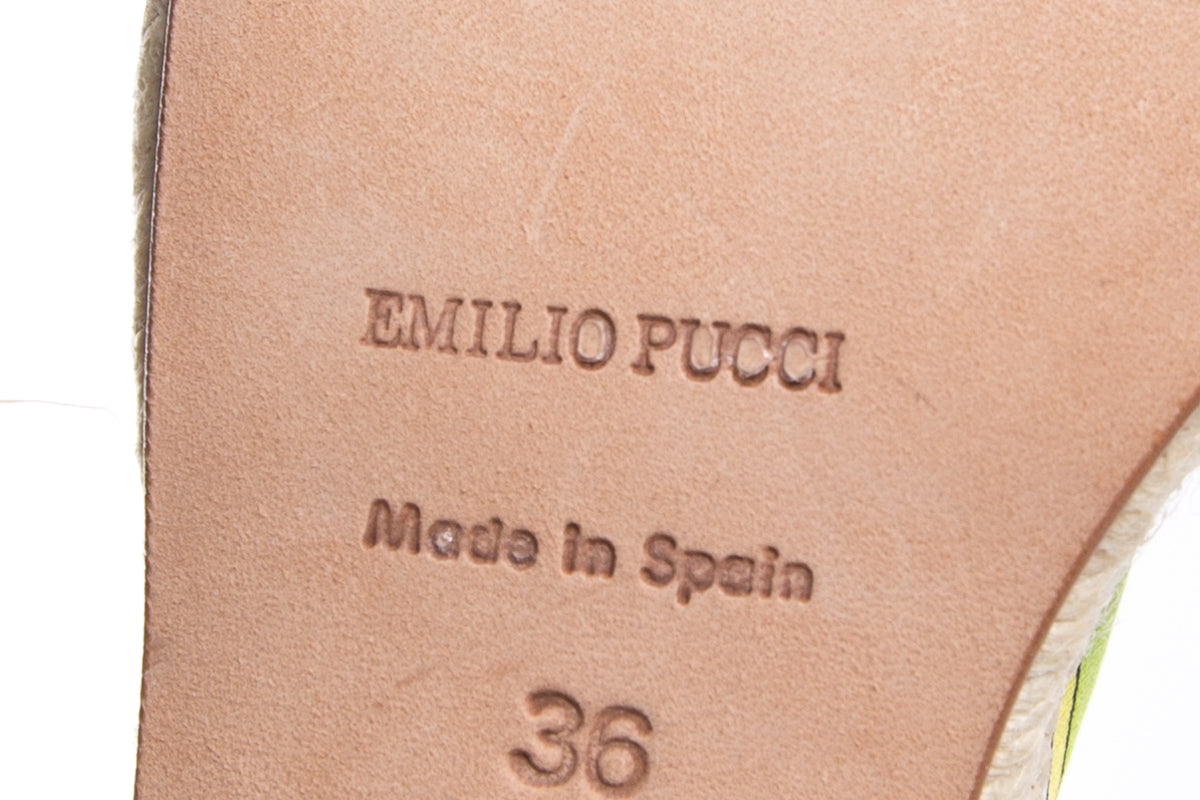 EMILIO PUCCI
Made in Spain
36